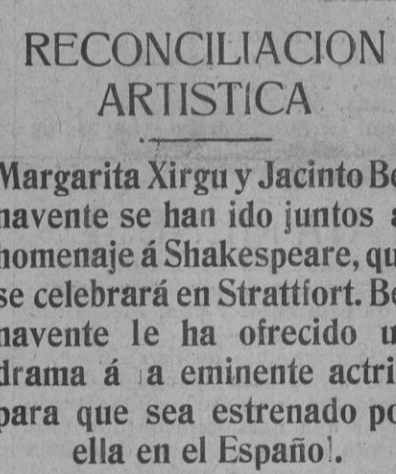 RECONCILIACION
ARTISTICA
Margarita Xirgu y Jacinto Be
navente se han ido juntos a
homenaje á Shakespeare, qu
se celebrará en Strattfort. Be
navente le ha ofrecido u
drama á la eminente actri
para que sea estrenado po
ella en el Español.